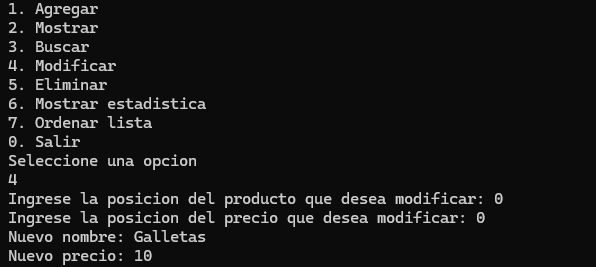 1. Agregar
2. Mostrar
3. Buscar
4. Modificar
5. Eliminar
6. Mostrar estadistica
7. Ordenar lista
0. Salir
Seleccione una opcion
4
Ingrese la posicion del producto que desea modificar: 0
Ingrese la posicion del precio que desea modificar: 0
Nuevo nombre: Galletas
Nuevo precio: 10